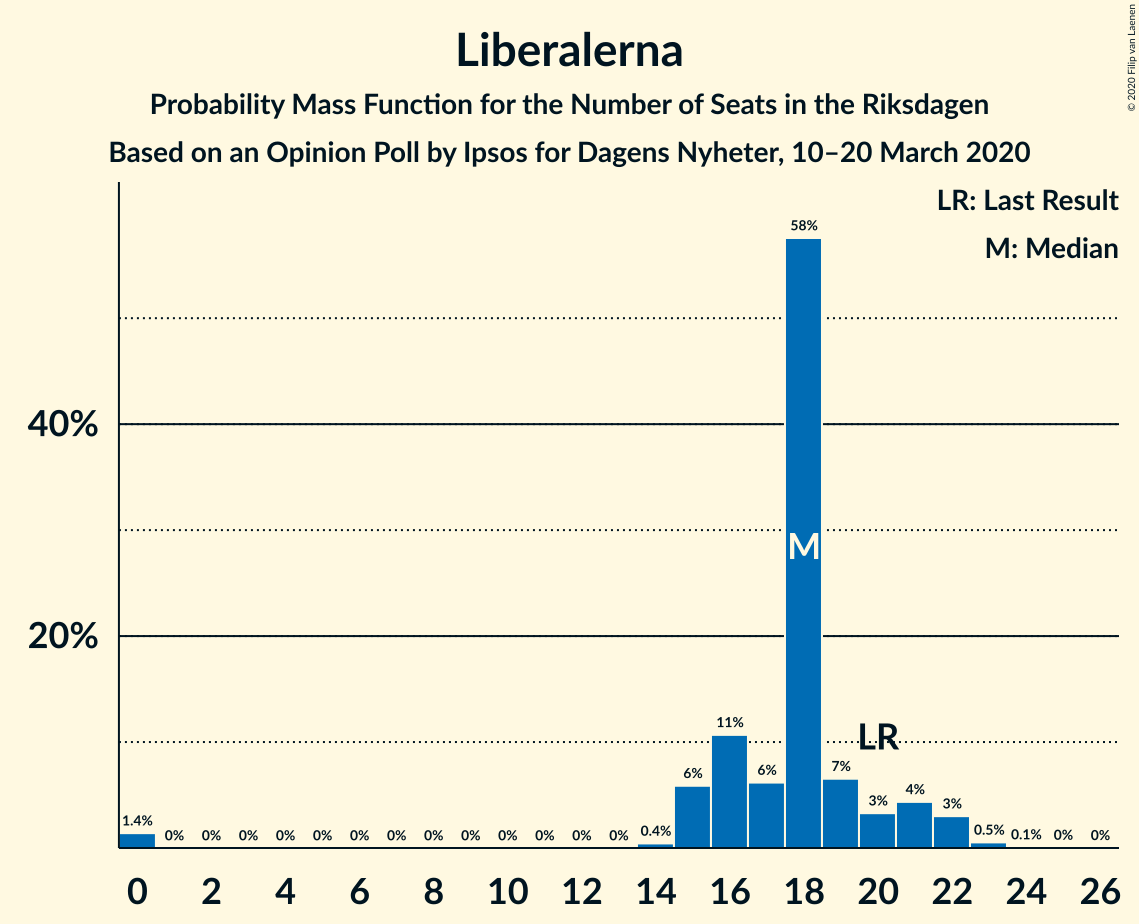 Liberalerna
Probability Mass Function for the Number of Seats in the Riksdagen
Based on an Opinion Poll by Ipsos for Dagens Nyheter, 10–20 March 2020
© 2020 Filip van Laenen
LR: Last Result
M: Median
58%
40%
M
20%
LR
11%
7%
6%
6%
4%
3%
3%
1.4%
0% 0% 0% 0% 0% 0% 0% 0% 0% 0% 0% 0% 0%
0.4%
0.5%
0.1%
0% 0%
0 2 4 6 8 10 12 14 16 18 20 22 24 26